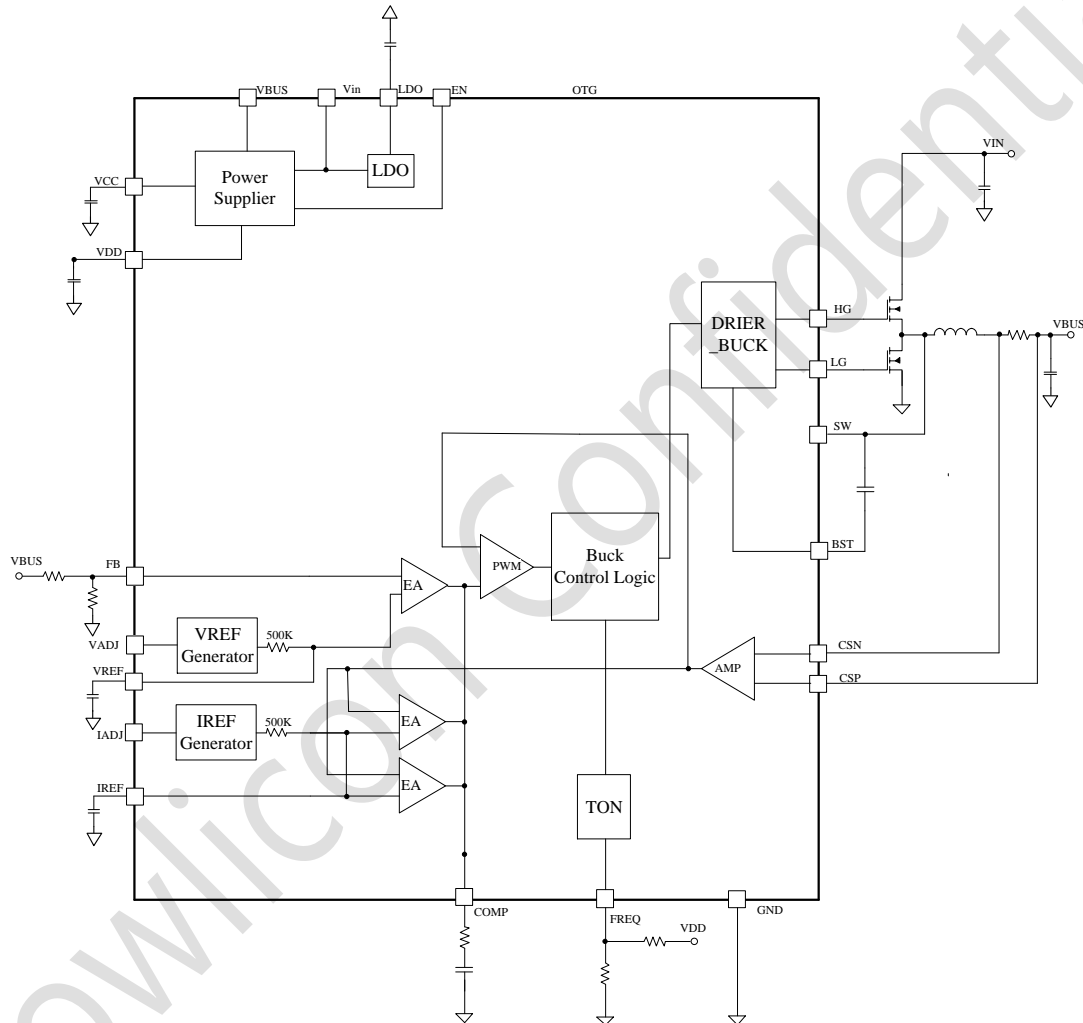 VBUS
Vin
LDO
EN
OTG
VIN
Power
Supplier
LDO
VCC
VDD
DRIER
_BUCK
HG
VBUS
LG
SW
BST
VBUS
FB
EA
PWM
Buck
Control Logic
VADJ
VREF
Generator
500K
VREF
CSN
AMP
CSP
IADJ
IREF
Generator
500K
EA
IREF
EA
TON
COMP
FREQ
GND
VDD
owlicon Confidenti